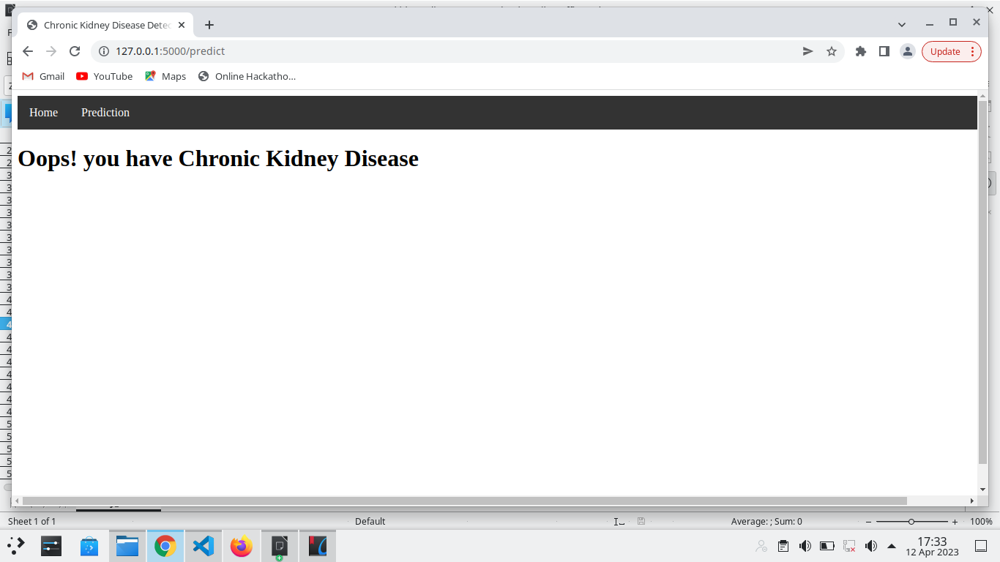 Chronic Kidney Disease Detec
127.0.0.1:5000/predict
Update
Gmail
YouTube
Maps
Online Hackatho...
Home
Prediction
Oops! you have Chronic Kidney Disease
Sheet 1 of 1
Default
Average: ; Sum: 0
100%
17:33
12 Apr 2023